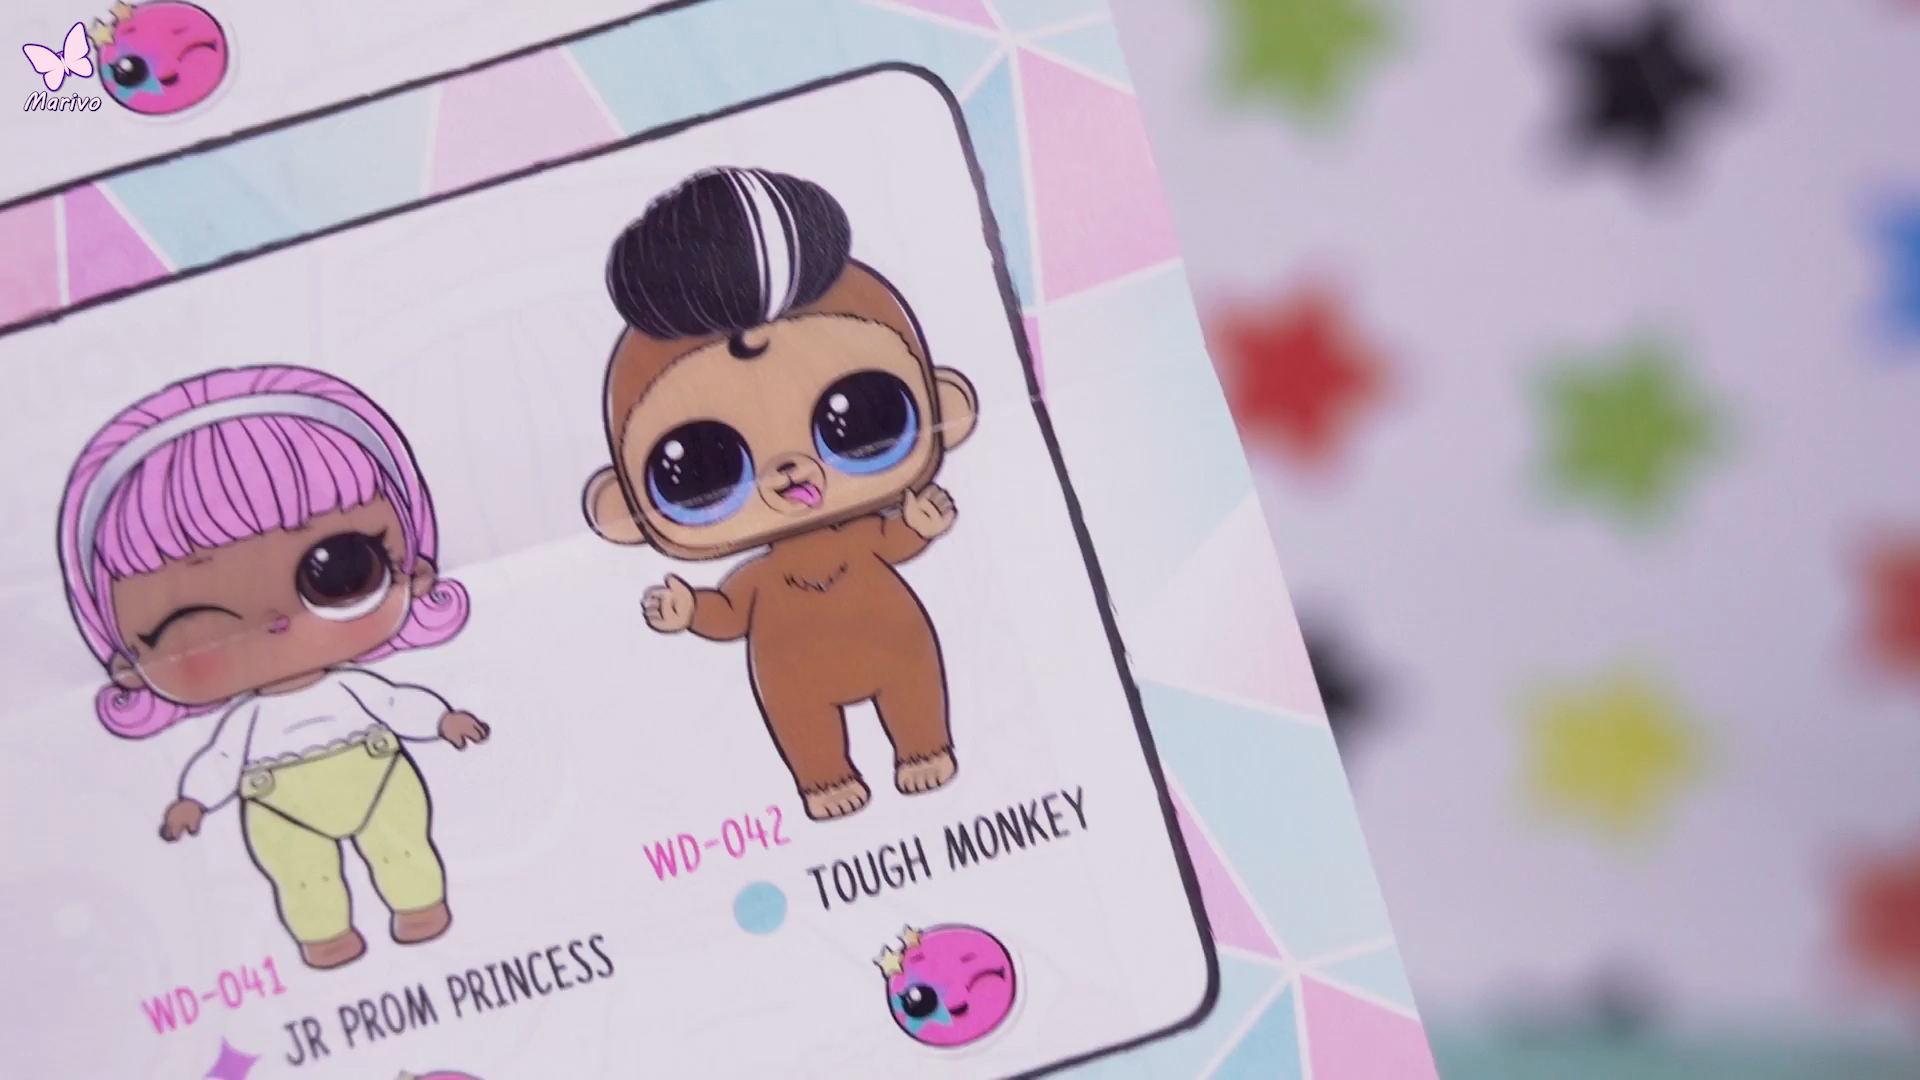 Marivo
WD-042
TOUGH MONKEY
WD-041
JR PROM PRINCESS